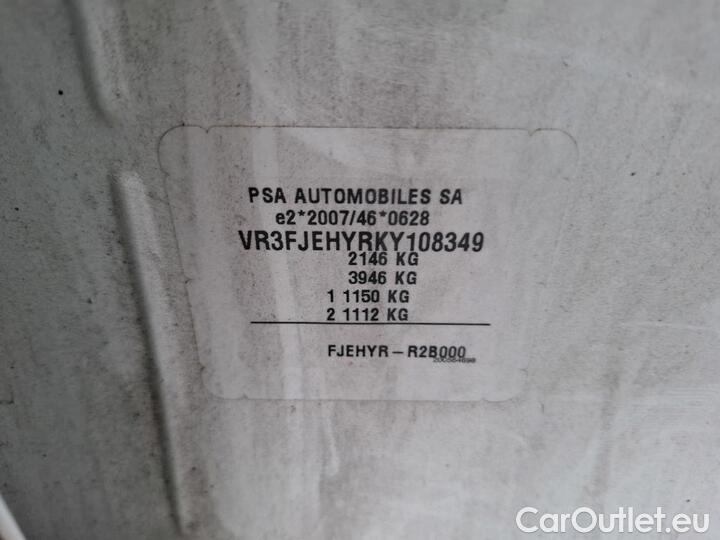 PSA AUTOMOBILES SA
e2*2007/46*0628
VR3FJEHYRKY108349
2146 KG
3946 KG
1 1150 KG
2 1112 KG
FJEHYR – R2B000
CarOutlet.eu